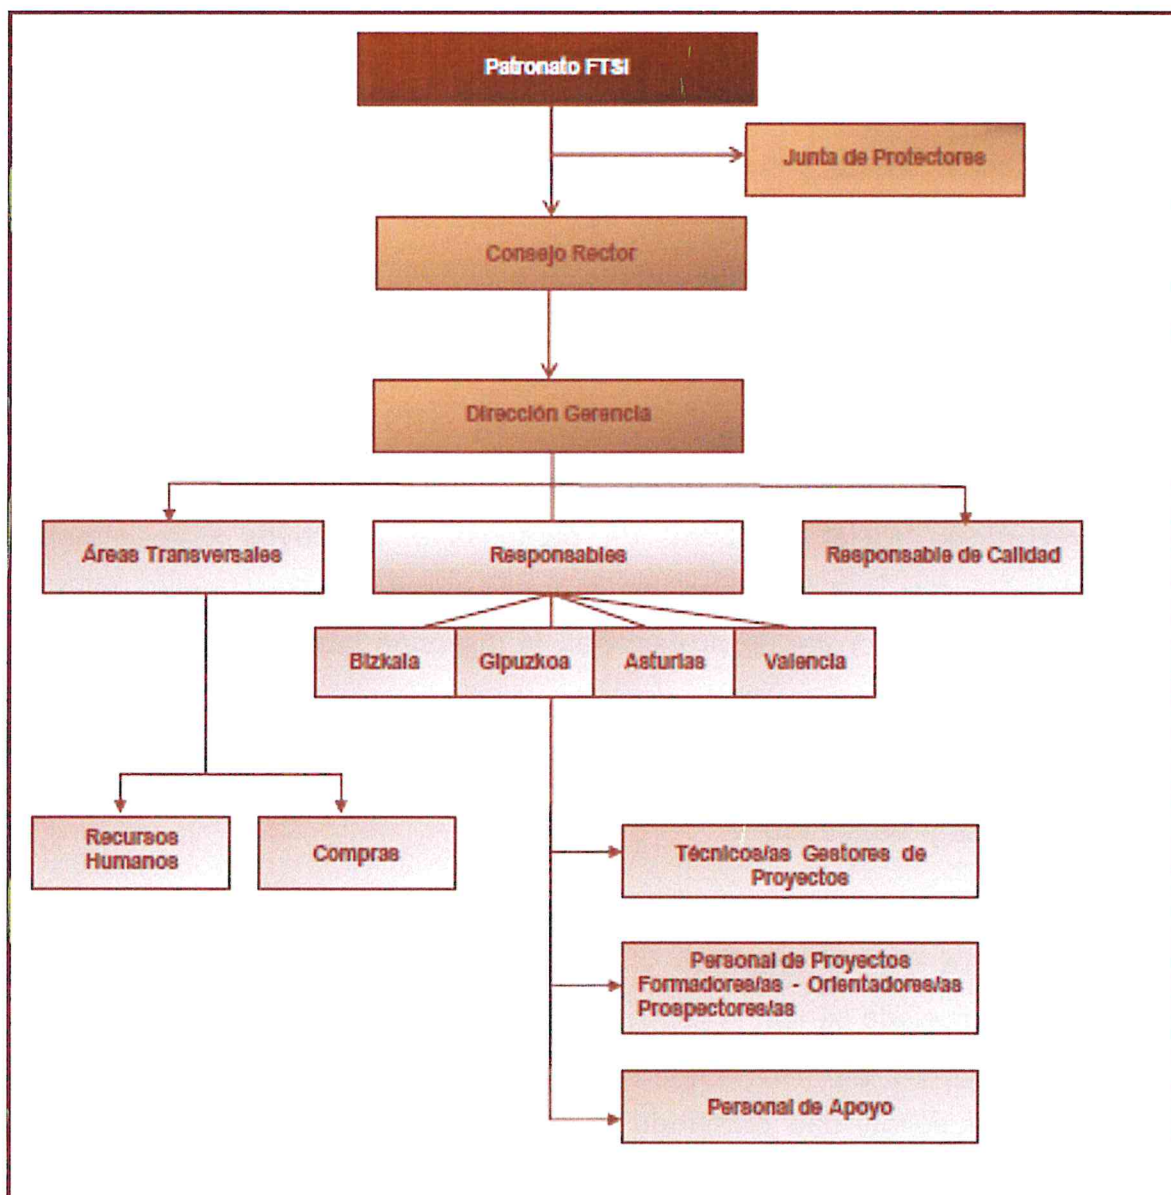 Patronato FTSI
Junta de Protectores
Consejo Rector
Dirección Gerencia
Áreas Transversales
Responsables
Responsable de Calidad
Bizkaia
Gipuzkoa
Asturias
Valencia
Recursos
Humanos
Compras
Técnicos/as Gestores de
Proyectos
Personal de Proyectos
Formadores/as - Orientadores/as
Prospectores/as
Personal de Apoyo